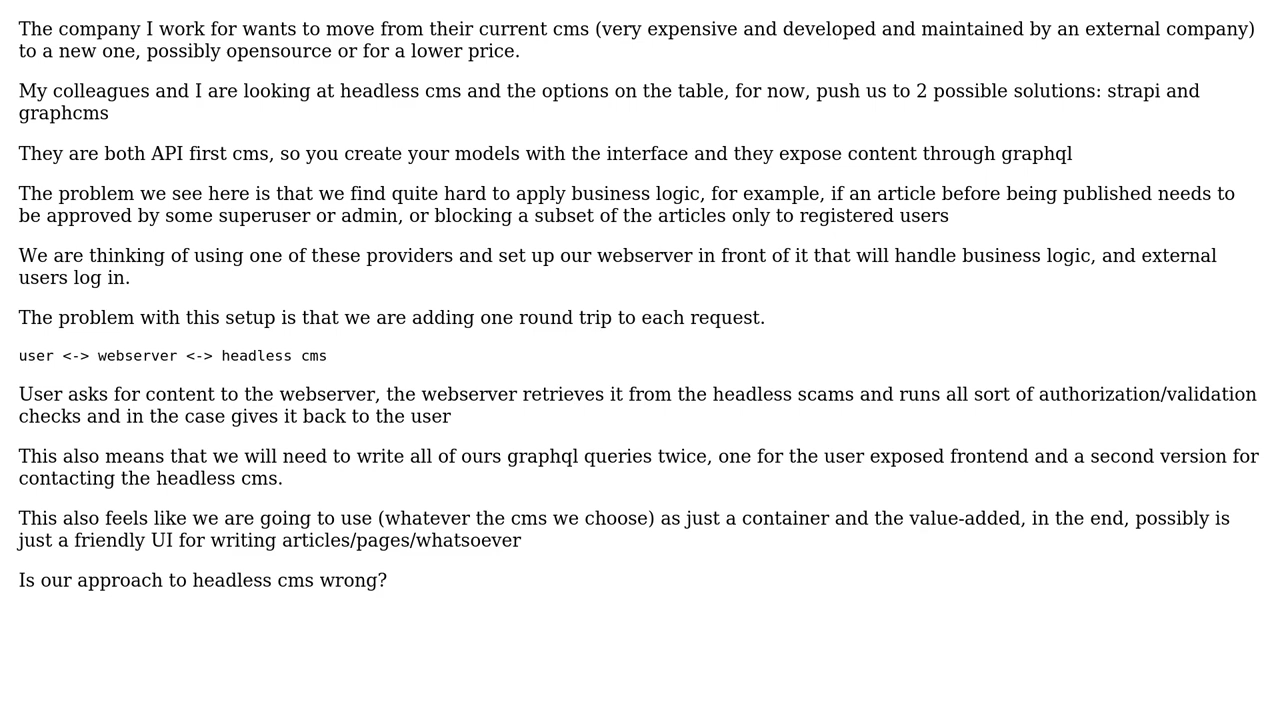 The company I work for wants to move from their current cms (very expensive and developed and maintained by an external company)
to a new one, possibly opensource or for a lower price.
My colleagues and I are looking at headless cms and the options on the table, for now, push us to 2 possible solutions: strapi and
graphcms
They are both API first cms, so you create your models with the interface and they expose content through graphql
The problem we see here is that we find quite hard to apply business logic, for example, if an article before being published needs to
be approved by some superuser or admin, or blocking a subset of the articles only to registered users
We are thinking of using one of these providers and set up our webserver in front of it that will handle business logic, and external
users log in.
The problem with this setup is that we are adding one round trip to each request.
user <-> webserver <-> headless cms
User asks for content to the webserver, the webserver retrieves it from the headless scams and runs all sort of authorization/validation
checks and in the case gives it back to the user
This also means that we will need to write all of ours graphql queries twice, one for the user exposed frontend and a second version for
contacting the headless cms.
This also feels like we are going to use (whatever the cms we choose) as just a container and the value-added, in the end, possibly is
just a friendly UI for writing articles/pages/whatsoever
Is our approach to headless cms wrong?